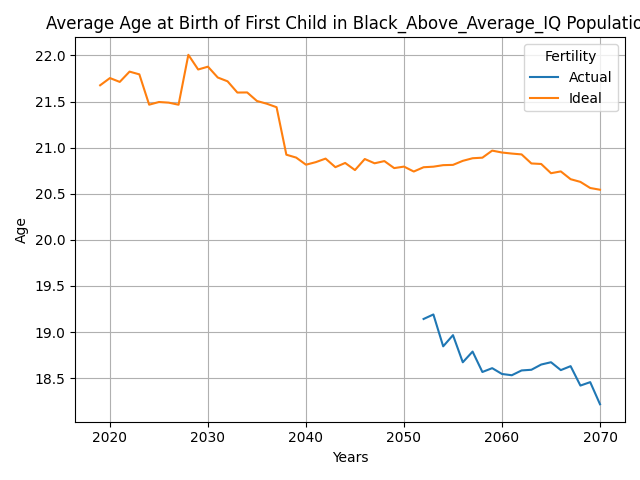 Average Age at Birth of First Child in Black_Above_Average_IQ Populatio
Fertility
Actual
Ideal
22.0
21.5
21.0
20.5
20.0
19.5
19.0
18.5
Age
2020 2030 2040 2050 2060 2070
Years